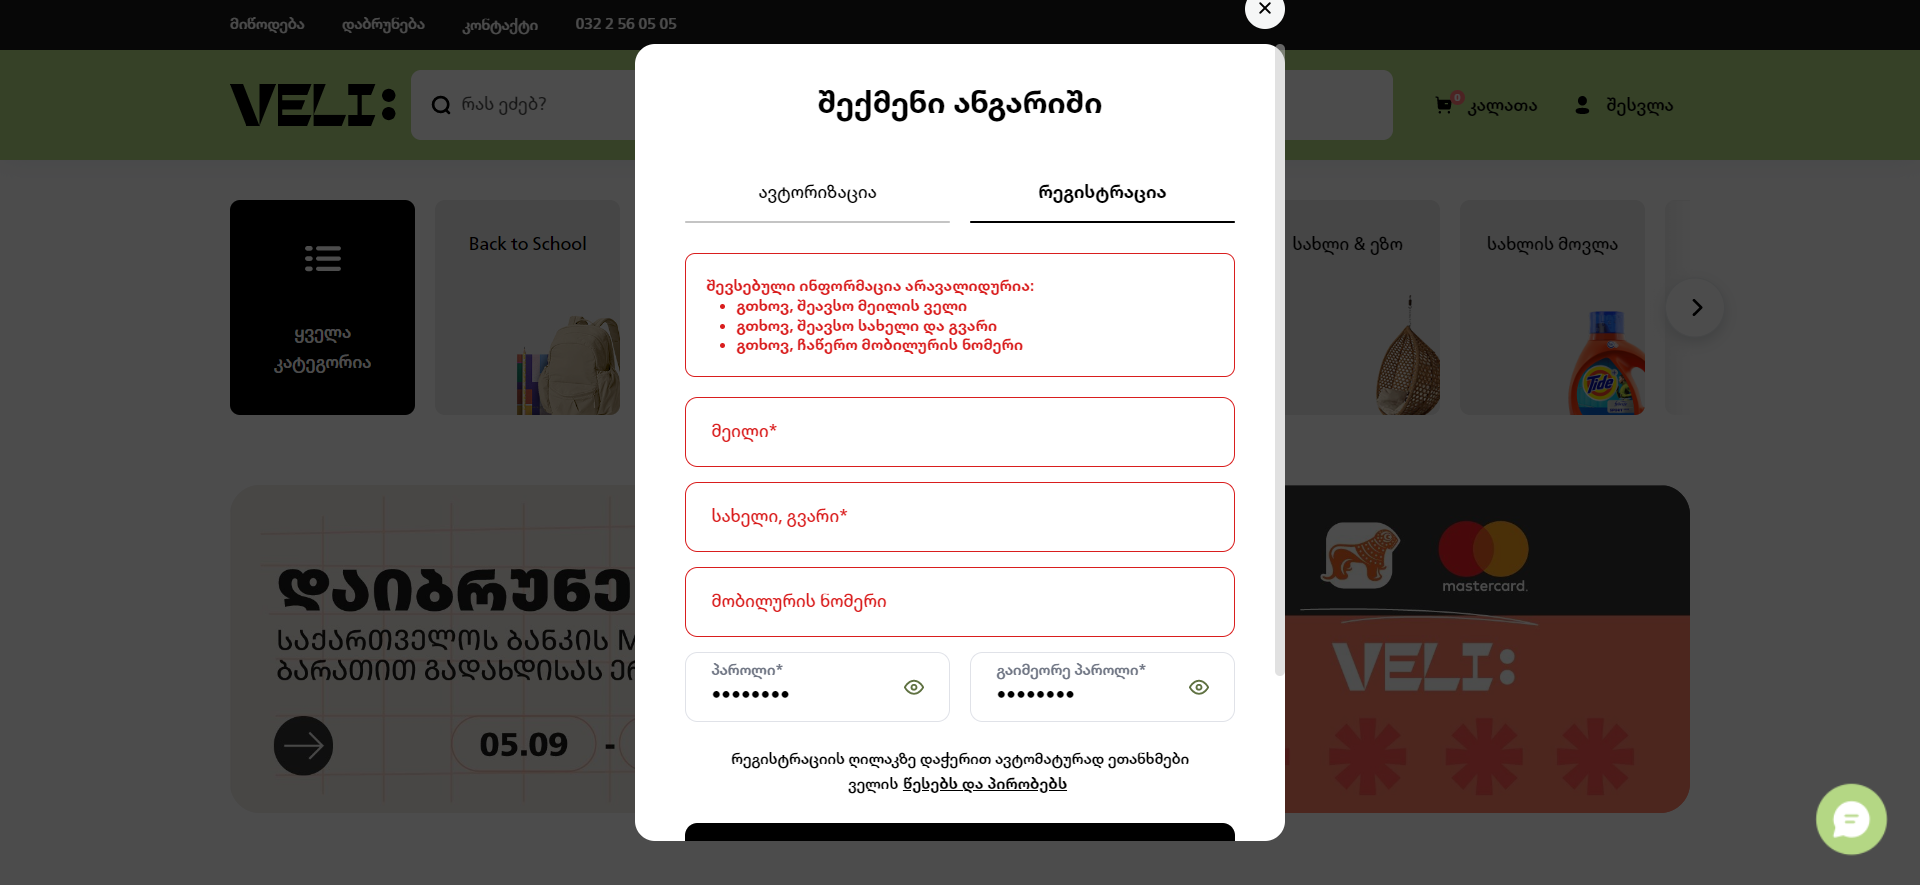 მიწოდება
დაბრუნება
კონტაქტი
032 2 56 05 05
VELI:
რას ეძებ?
0
კალათა
შესვლა
შექმენი ანგარიში
ავტორიზაცია
რეგისტრაცია
შევსებული ინფორმაცია არავალიდურია:
• გთხოვ, შეავსო მეილის ველი
• გთხოვ, შეავსო სახელი და გვარი
• გთხოვ, ჩაწერო მობილურის ნომერი
მეილი*
სახელი, გვარი*
მობილურის ნომერი
პაროლი*
გაიმეორე პაროლი*
რეგისტრაციის ღილაკზე დაჭერით ავტომატურად ეთანხმები
ველის წესებს და პირობებს
ყველა
კატეგორია
Back to School
სახლი & ეზო
სახლის მოვლა
Tide
დაიბრუნე
საქართველოს ბანკის
ბარათით გადახდისას
05.09 -
mastercard.
VELI: